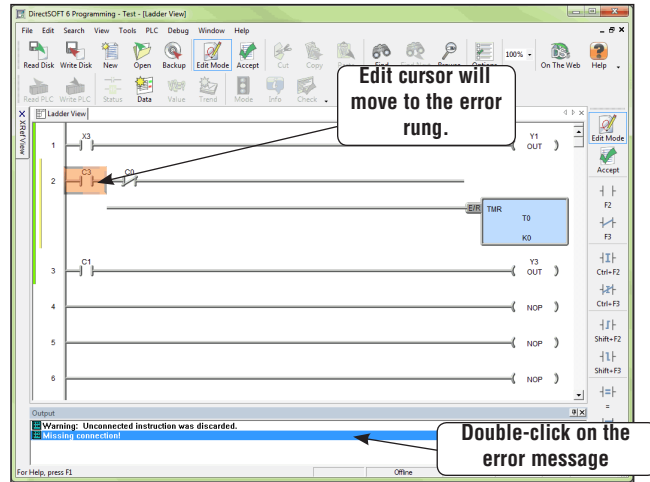 DirectSOFT 6 Programming - Test - [Ladder View]
File Edit Search View Tools PLC Debug Window Help
Read Disk Write Disk New Open Backup Edit Mode Accept Cut Copy 100% On The Web Help
Read PLC Write PLC Status Data Value Trend Mode Info Check
Edit cursor will
move to the error
rung.
XRef View
Ladder View
1 X3 Y1
OUT
2 C3 C0
E/R TMR
T0
K0
3 C1 Y3
OUT
4 NOP
5 NOP
6 NOP
Edit Mode
Accept
F2
F3
Ctrl+F2
Ctrl+F3
Shift+F2
Shift+F3
=
Output
Warning: Unconnected instruction was discarded.
Missing connection!
Double-click on the
error message
For Help, press F1
Offline